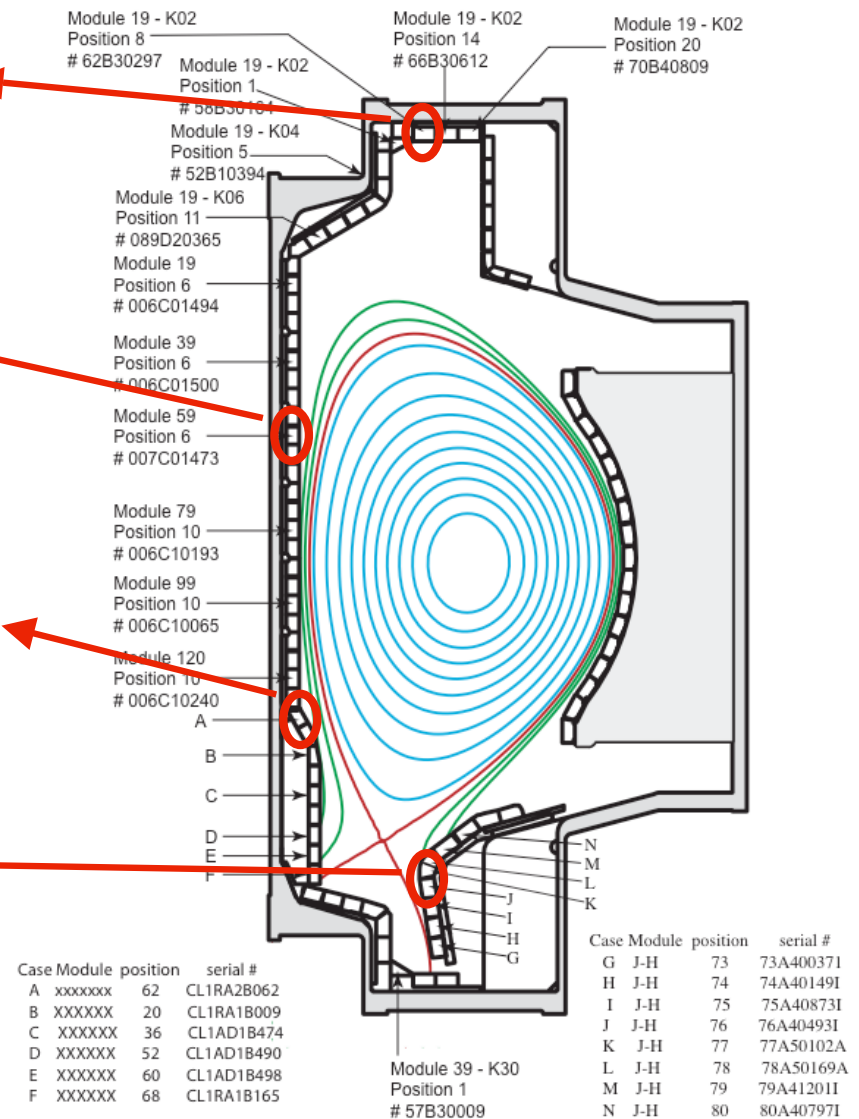 Module 19 - K02
Position 8
# 62B30297
Module 19 - K02
Position 14
# 66B30612
Module 19 - K02
Position 20
# 70B40809
Module 19 - K02
Position 1
Module 19 - K04
Position 5
# 52B10394
Module 19 - K06
Position 11
# 089D20365
Module 19
Position 6
# 006C01494
Module 39
Position 6
# 006C01500
Module 59
Position 6
# 007C01473
Module 79
Position 10
# 006C10193
Module 99
Position 10
# 006C10065
Module 120
Position 10
# 006C10240
A
B
C
D
E
F
N
M
L
K
J
I
H
G
Case Module position serial #
A xxxxxxx 62 CL1RA2B062
B XXXXXX 20 CL1RA1B009
C XXXXXX 36 CL1AD1B474
D XXXXXX 52 CL1AD1B490
E XXXXXX 60 CL1AD1B498
F XXXXXX 68 CL1RA1B165
Module 39 - K30
Position 1
# 57B30009
Case Module position serial #
G J-H 73 73A400371
H J-H 74 74A40149I
I J-H 75 75A40873I
J J-H 76 76A40493I
K J-H 77 77A50102A
L J-H 78 78A50169A
M J-H 79 79A41201I
N J-H 80 80A40797I